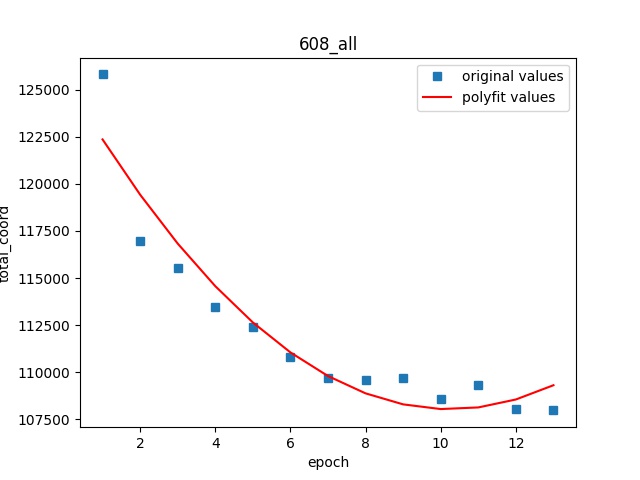 608_all
original values
polyfit values
125000
122500
120000
117500
115000
112500
110000
107500
total_coord
2 4 6 8 10 12
epoch